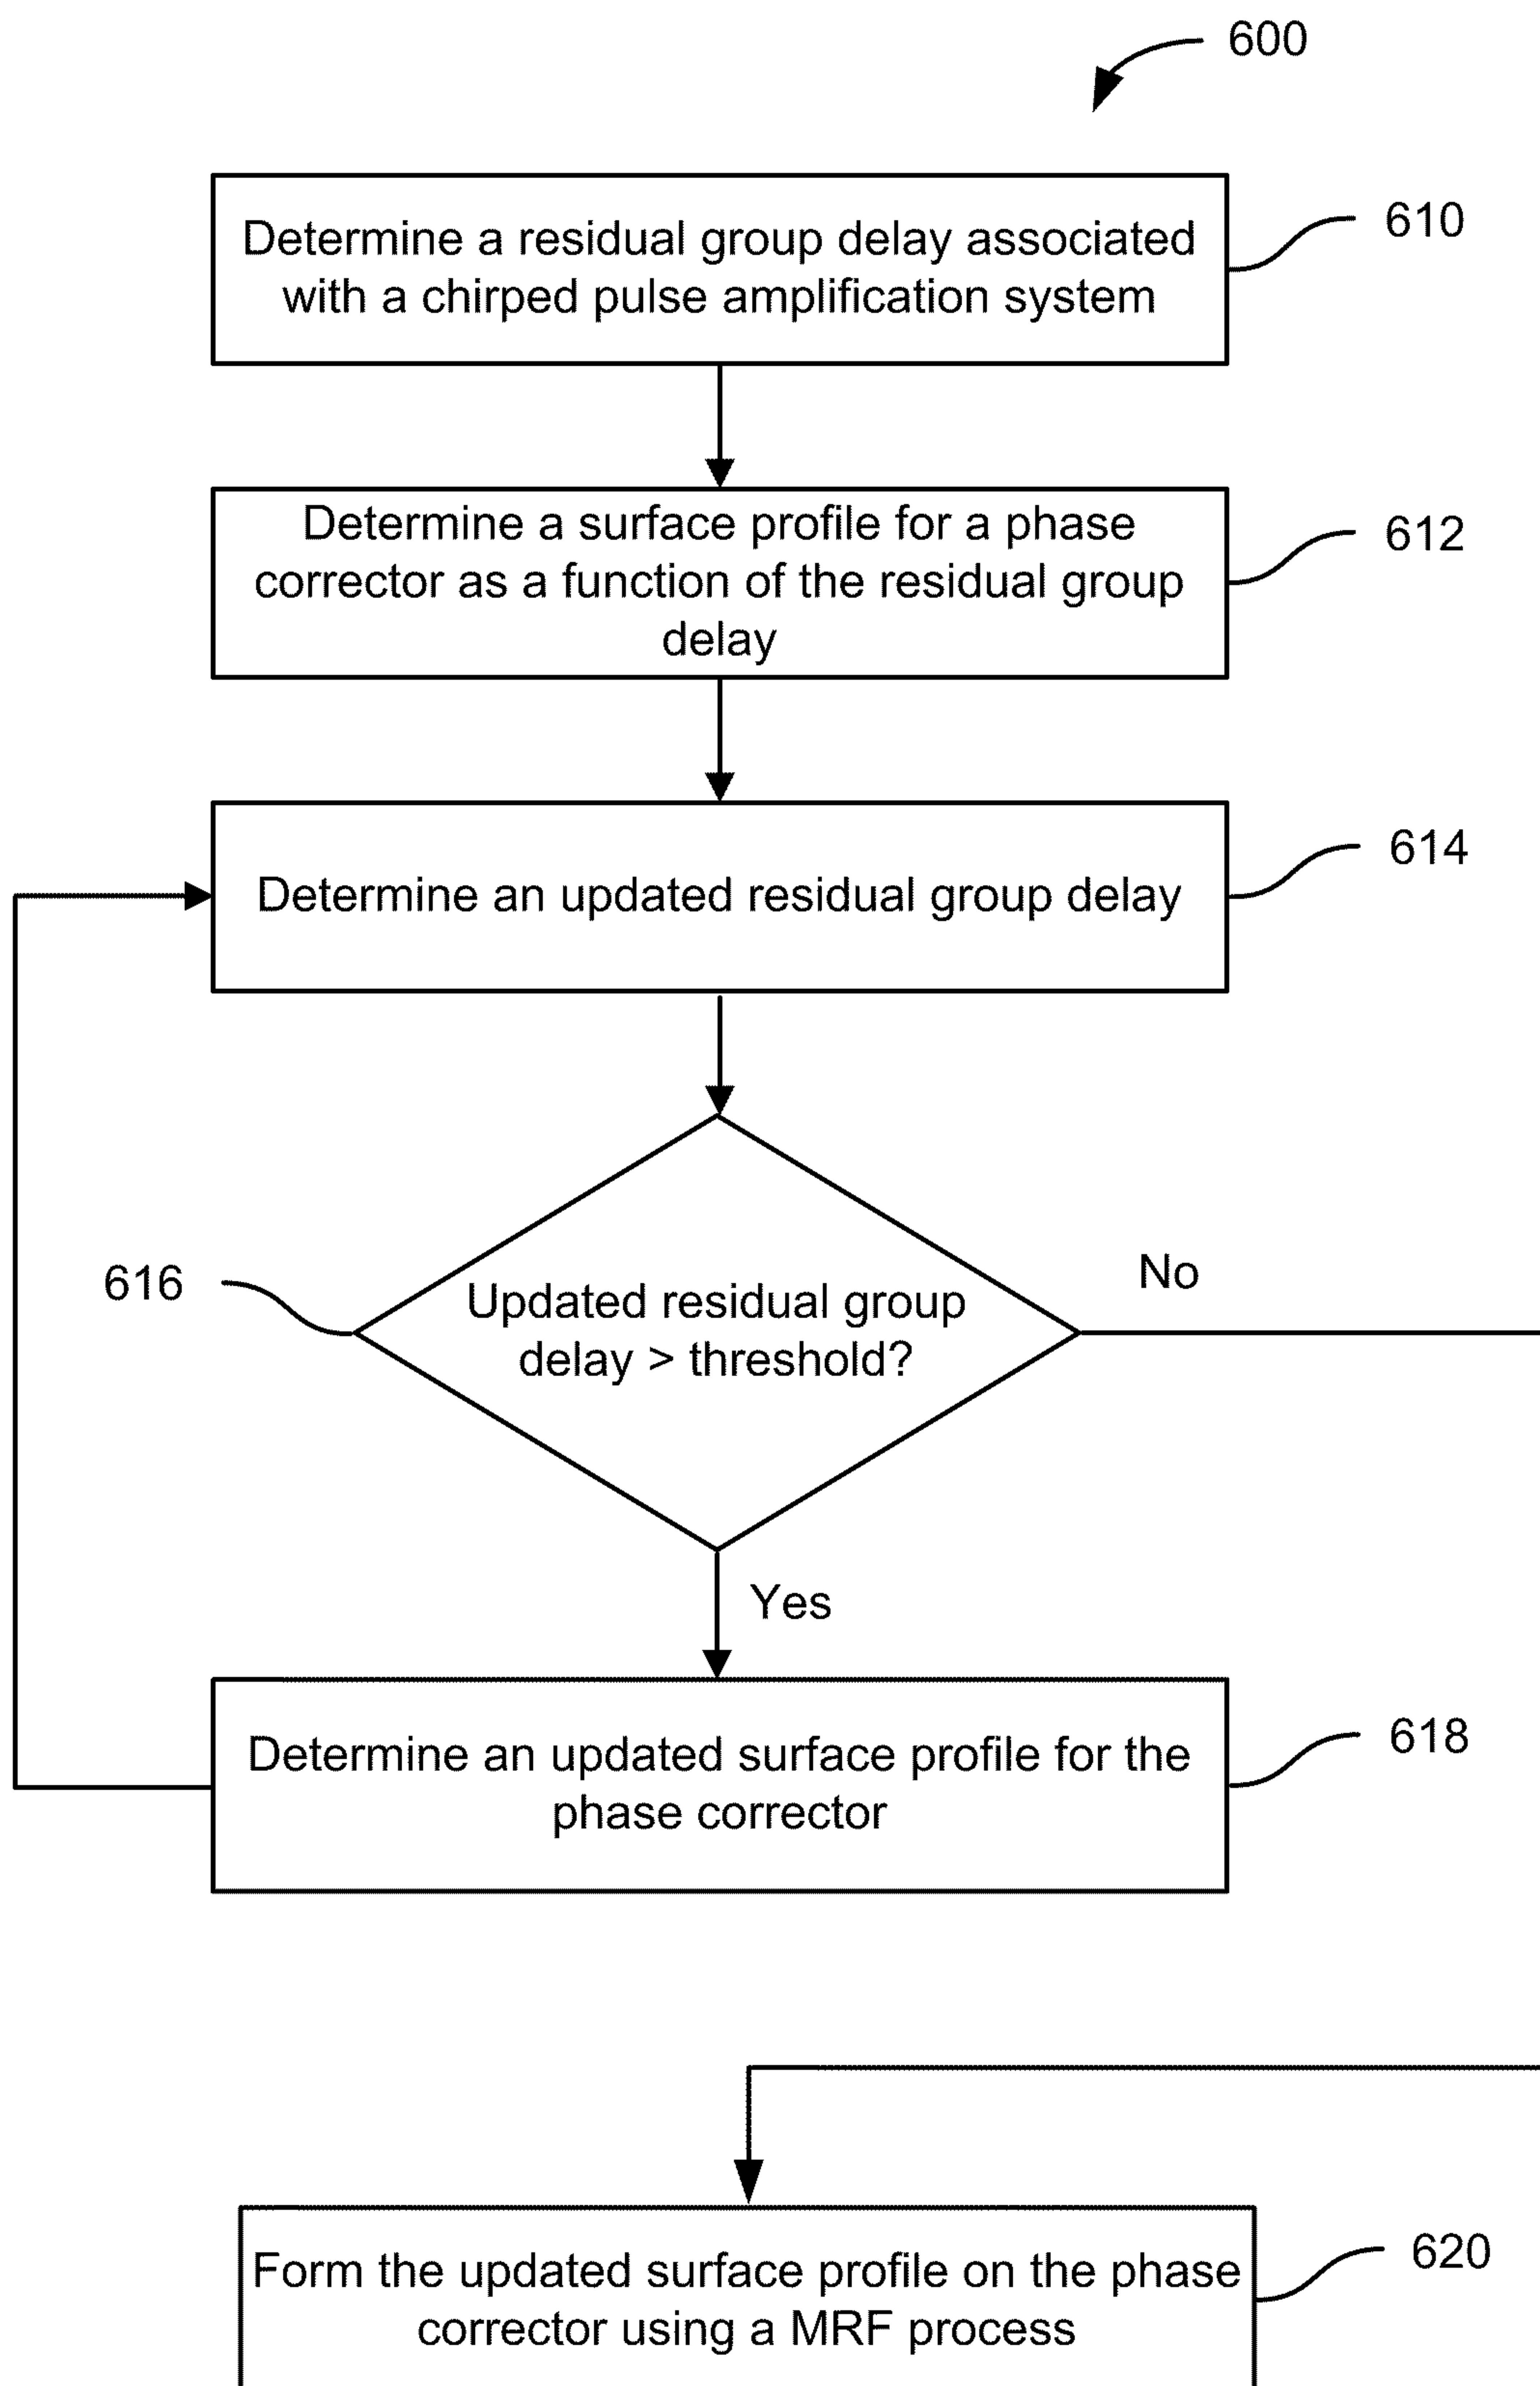 600
Determine a residual group delay associated
with a chirped pulse amplification system
610
Determine a surface profile for a phase
corrector as a function of the residual group
delay
612
Determine an updated residual group delay
614
616
Updated residual group
delay > threshold?
No
Yes
Determine an updated surface profile for the
phase corrector
618
Form the updated surface profile on the phase
corrector using a MRF process
620